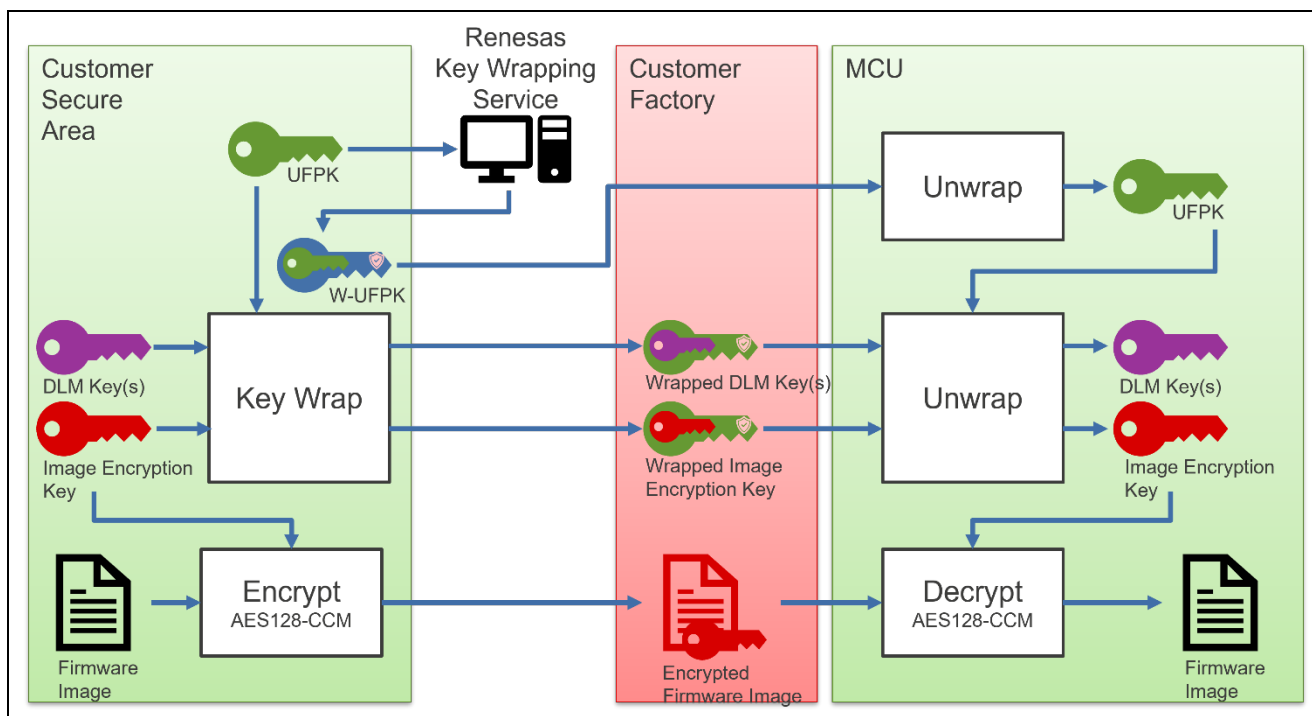 Customer
Secure
Area
Renesas
Key Wrapping
Service
Customer
Factory
MCU
UFPK
Unwrap
UFPK
W-UFPK
DLM Key(s)
Key Wrap
Wrapped DLM Key(s)
Unwrap
DLM Key(s)
Image Encryption
Key
Wrapped Image
Encryption Key
Image Encryption
Key
Encrypt
AES128-CCM
Decrypt
AES128-CCM
Firmware
Image
Encrypted
Firmware Image
Firmware
Image